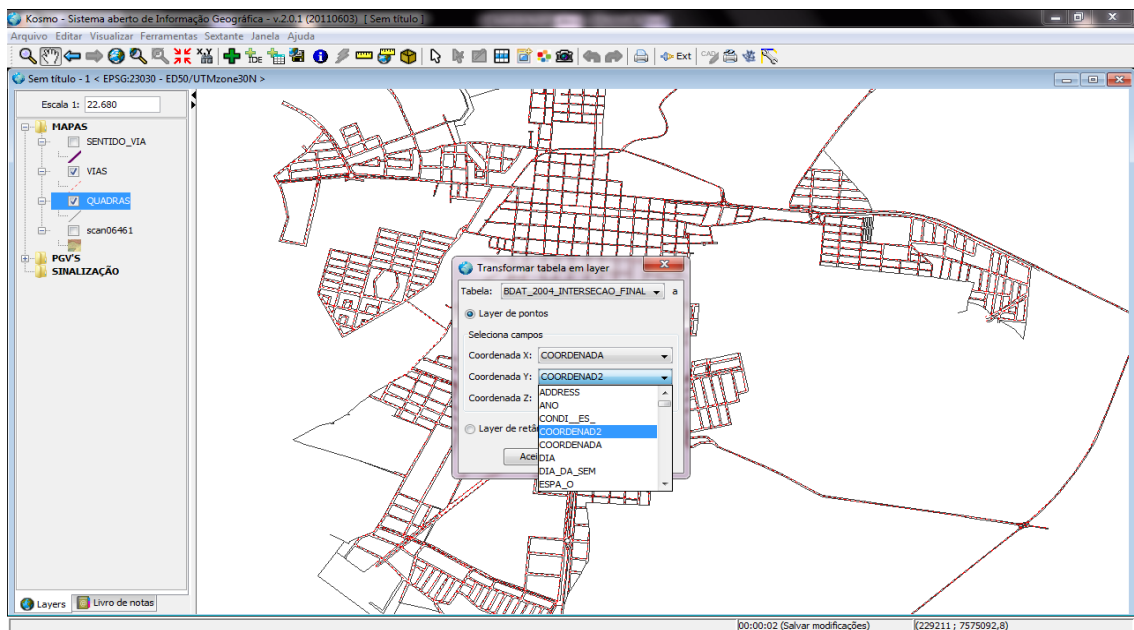 Kosmo - Sistema aberto de Informação Geográfica - v.2.0.1 (20110603) [ Sem título ]
Arquivo Editar Visualizar Ferramentas Sextante Janela Ajuda
Sem título - 1 < EPSG:23030 - ED50/UTMzone30N >
Escala 1: 22.680
MAPAS
SENTIDO_VIA
VIAS
QUADRAS
scan06461
PGV'S
SINALIZAÇÃO
Transformar tabela em layer
Tabela: BDAT_2004_INTERSECAO_FINAL a
Layer de pontos
Seleciona campos
Coordenada X: COORDENADA
Coordenada Y: COORDENAD2
Coordenada Z:
ADDRESS
ANO
CONDI__ES_
COORDENAD2
COORDENADA
DIA
DIA_DA_SEM
ESPA_O
Layer de retâ
Acei
Layers Livro de notas
00:00:02 (Salvar modificações) (229211 ; 7575092,8)